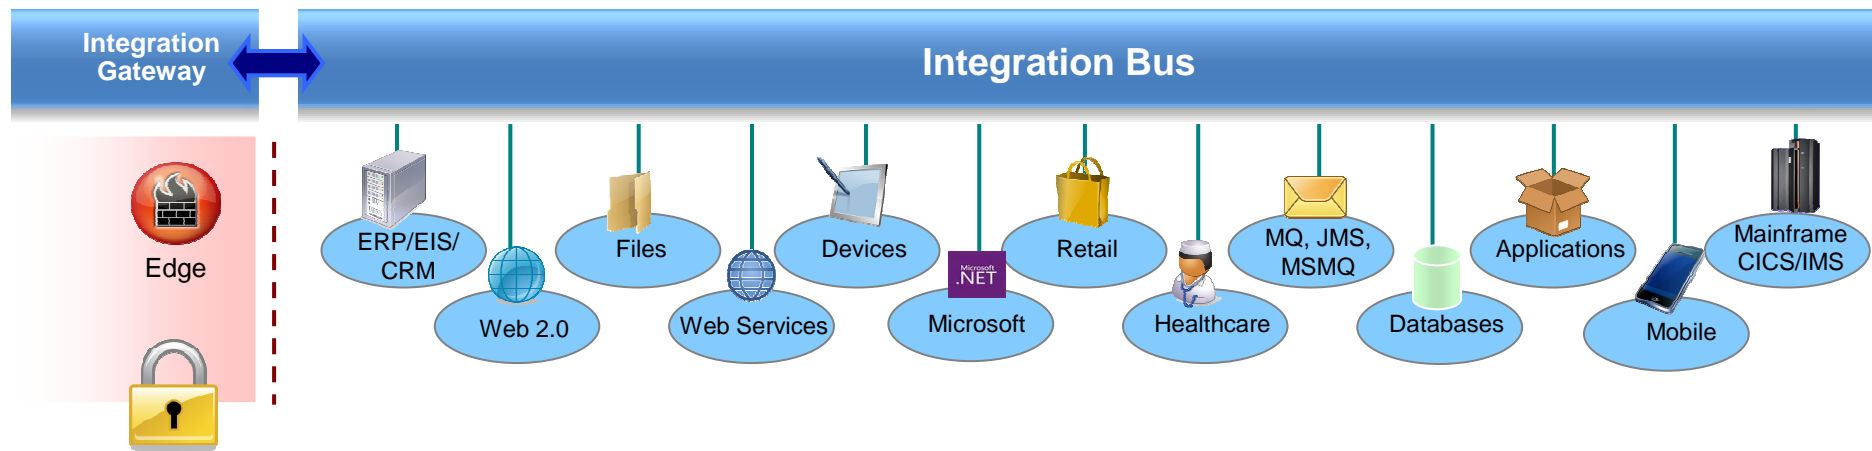 Integration
Gateway
Integration Bus
Edge
ERP/EIS/
CRM
Web 2.0
Files
Web Services
Devices
Microsoft
.NET
Microsoft
Retail
Healthcare
MQ, JMS,
MSMQ
Databases
Applications
Mobile
Mainframe
CICS/IMS